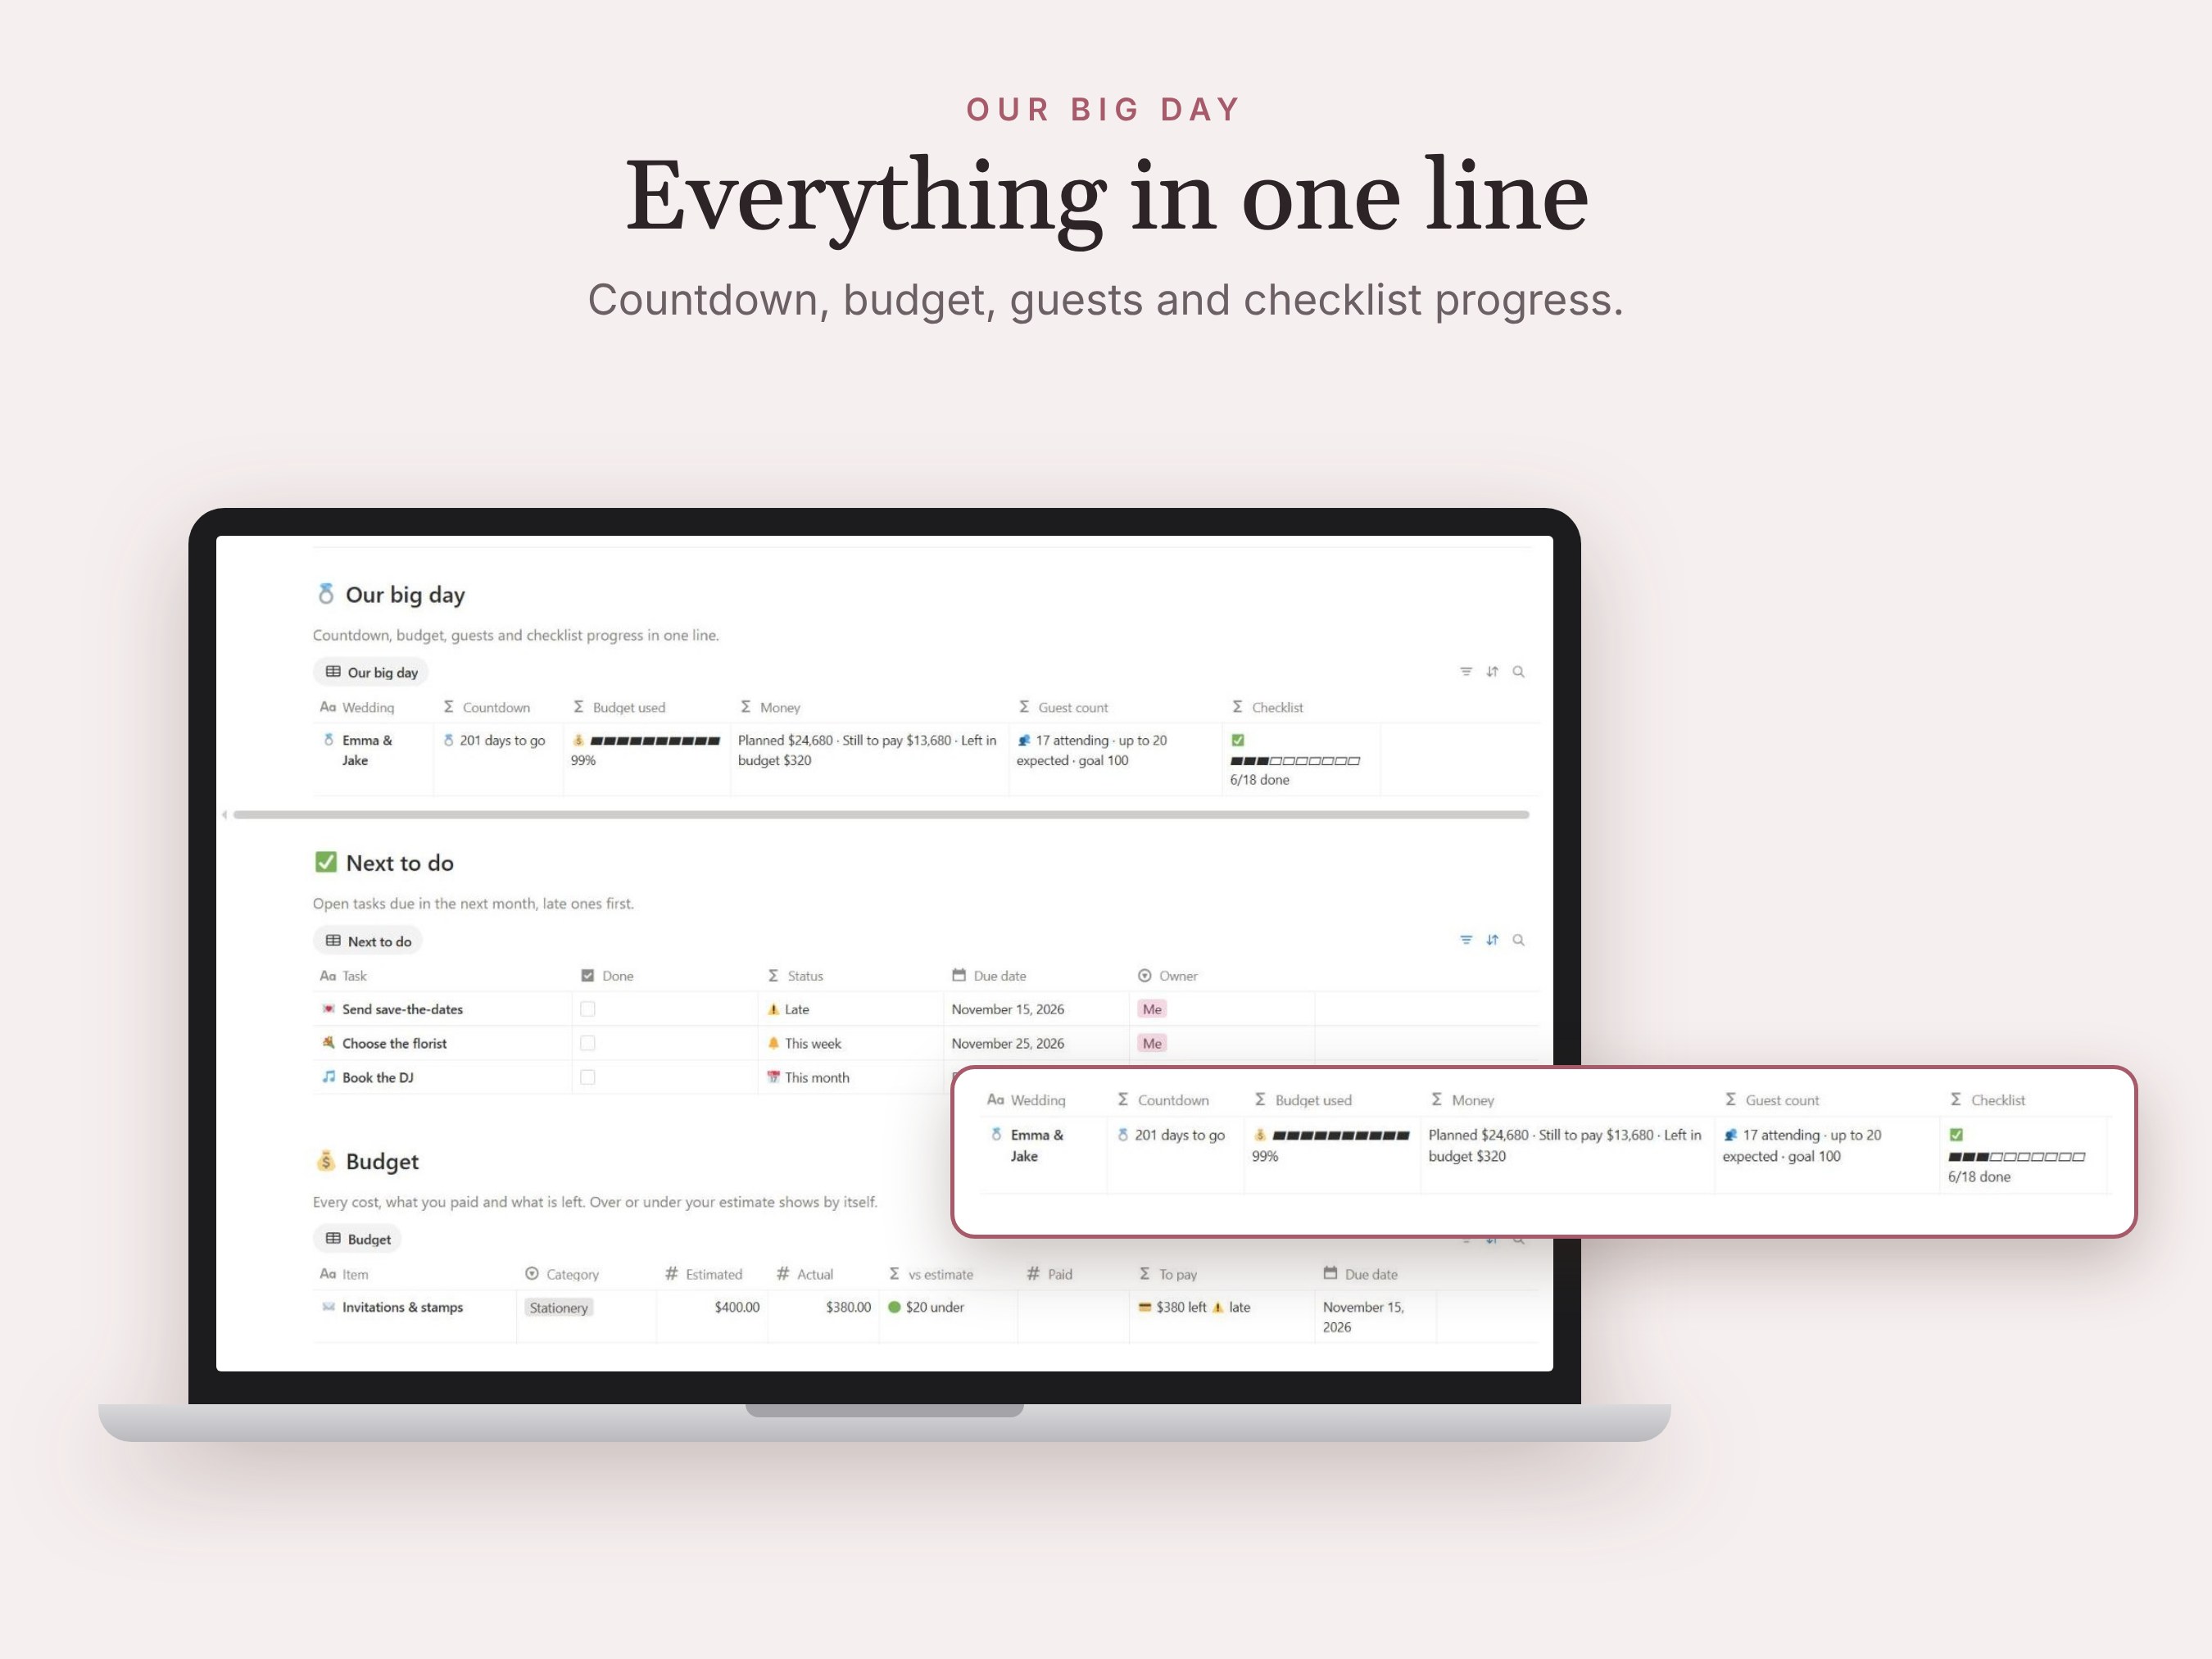 OUR BIG DAY
Everything in one line
Countdown, budget, guests and checklist progress.
Our big day
Countdown, budget, guests and checklist progress in one line.
Our big day
Aa Wedding Σ Countdown Σ Budget used Σ Money Σ Guest count Σ Checklist
Emma & Jake 201 days to go 99% Planned $24,680 · Still to pay $13,680 · Left in budget $320 17 attending · up to 20 expected · goal 100 6/18 done
Next to do
Open tasks due in the next month, late ones first.
Next to do
Aa Task Done Σ Status Due date Owner
Send save-the-dates Late November 15, 2026 Me
Choose the florist This week November 25, 2026 Me
Book the DJ This month
Aa Wedding Σ Countdown Σ Budget used Σ Money Σ Guest count Σ Checklist
Emma & Jake 201 days to go 99% Planned $24,680 · Still to pay $13,680 · Left in budget $320 17 attending · up to 20 expected · goal 100 6/18 done
Budget
Every cost, what you paid and what is left. Over or under your estimate shows by itself.
Budget
Aa Item Category # Estimated # Actual Σ vs estimate # Paid Σ To pay Due date
Invitations & stamps Stationery $400.00 $380.00 $20 under $380 left late November 15, 2026